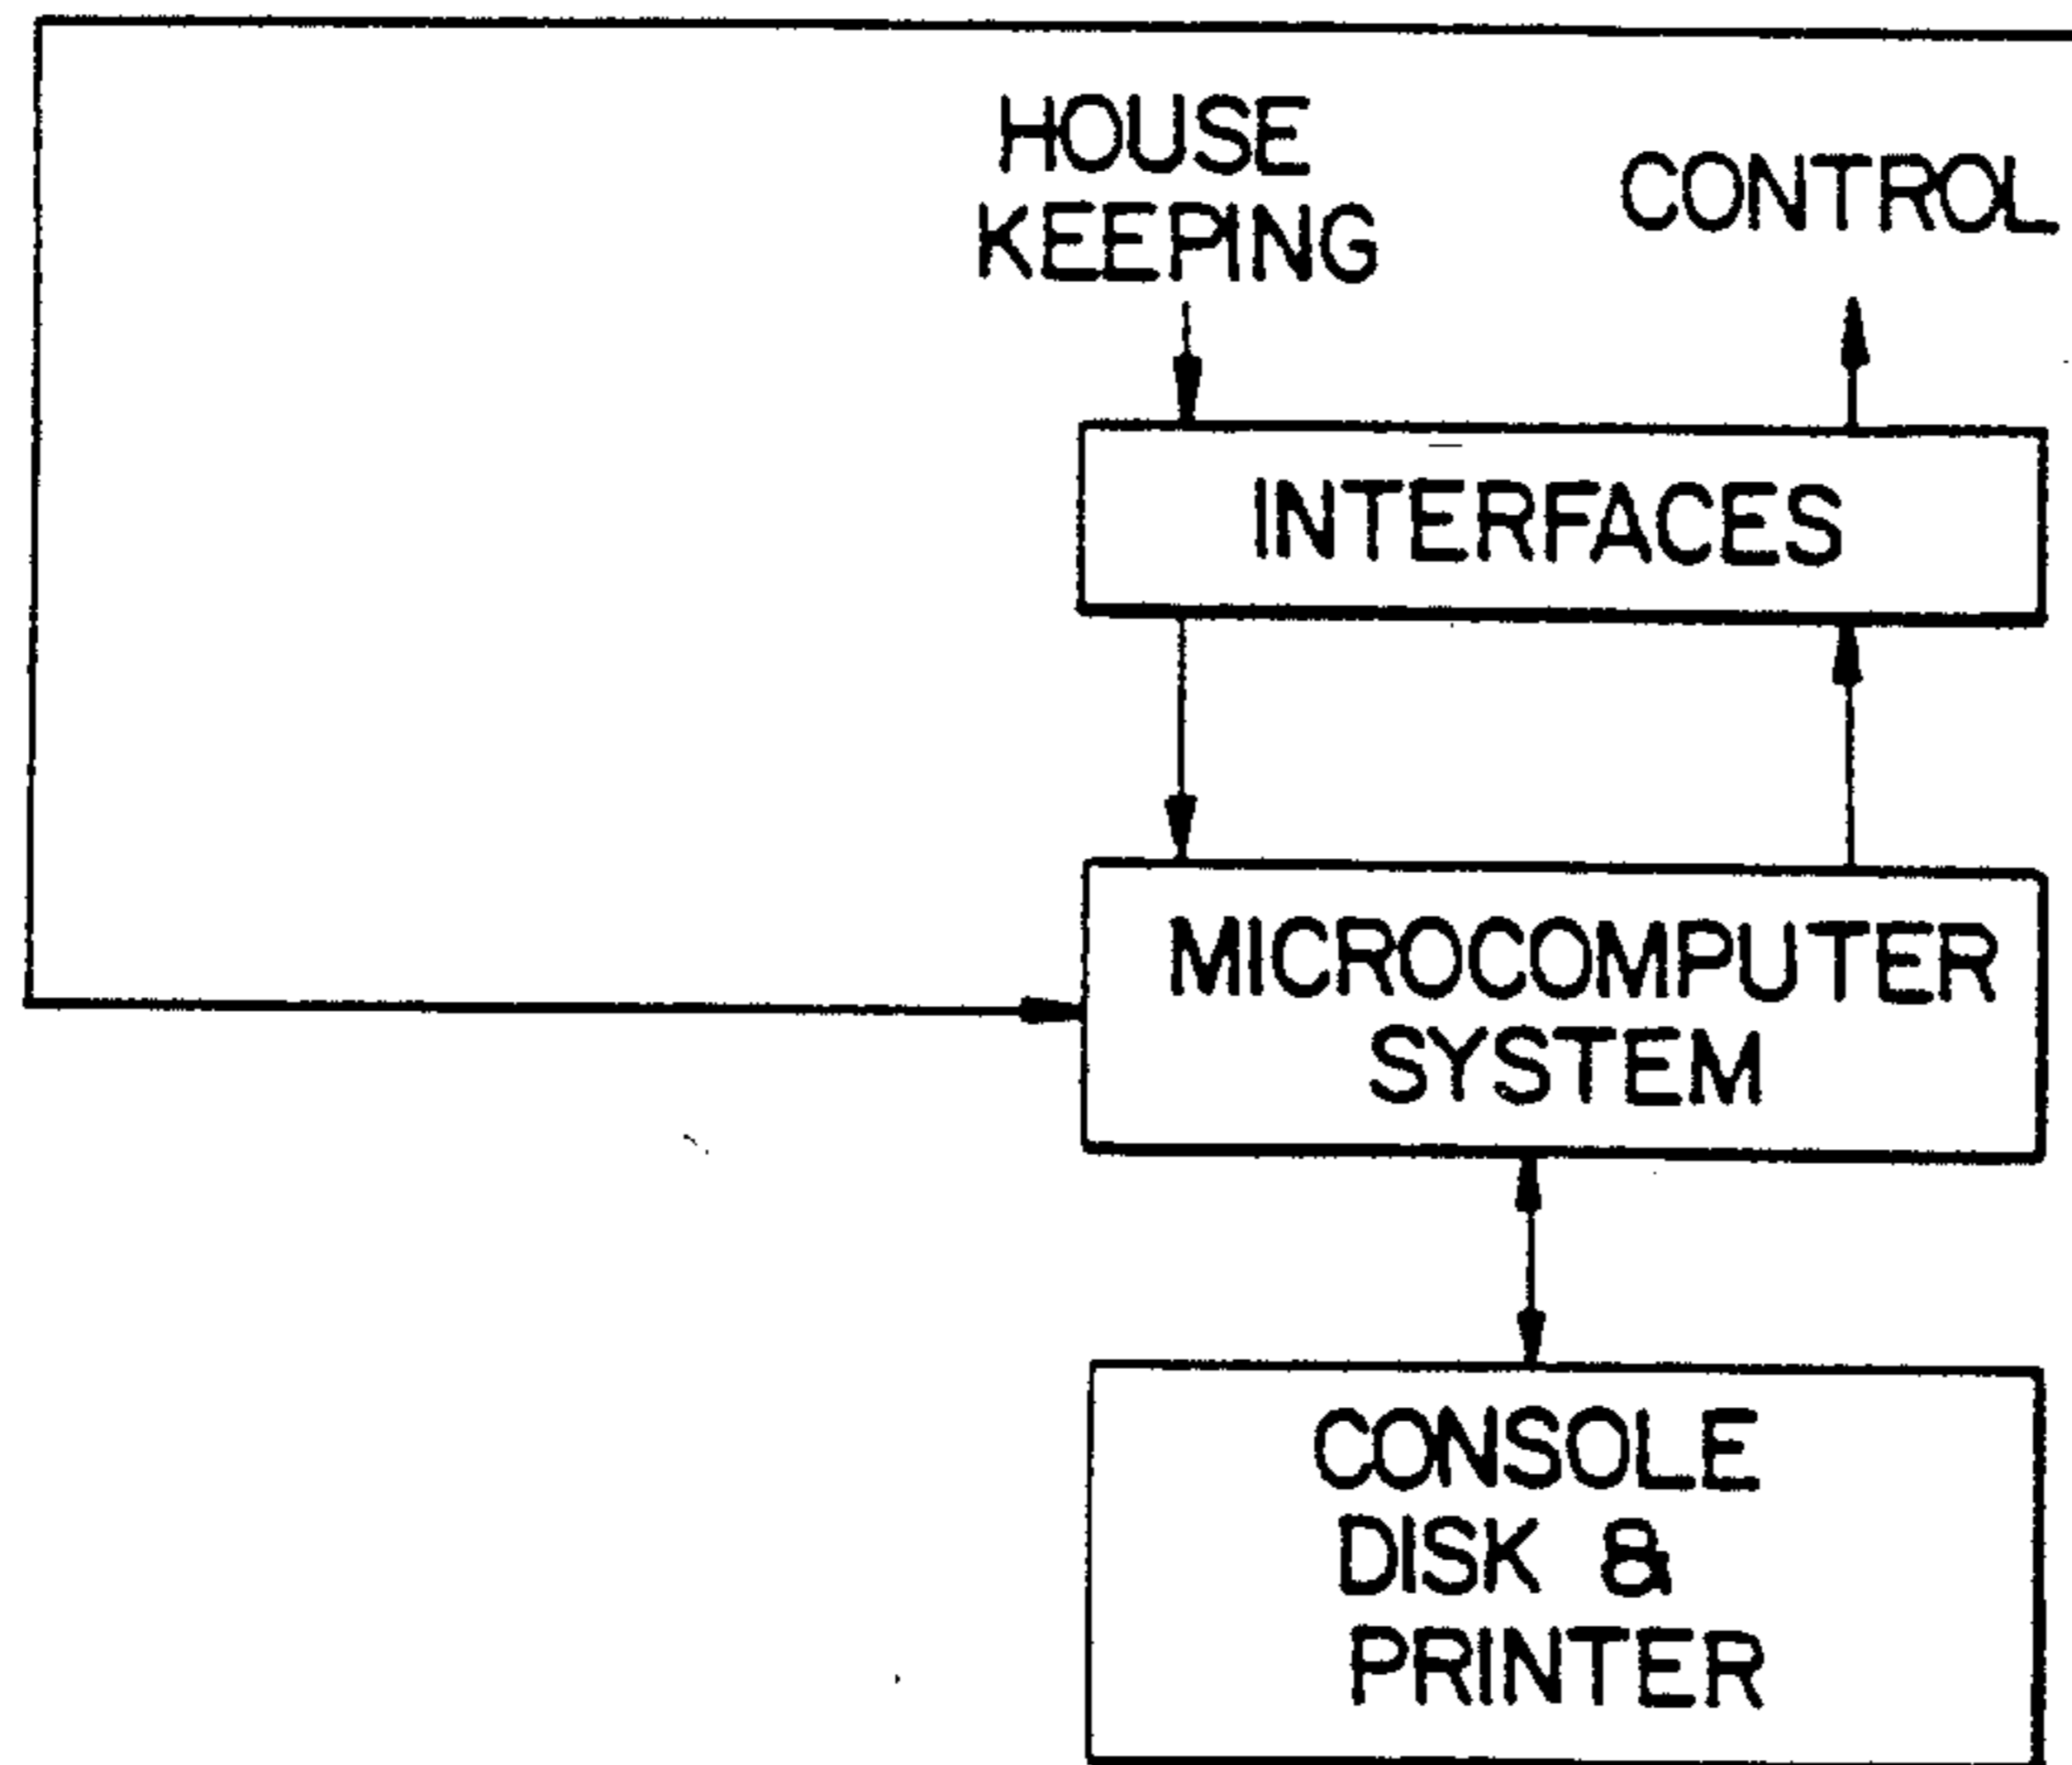 HOUSE
KEEPING
CONTROL
INTERFACES
MICROCOMPUTER
SYSTEM
CONSOLE
DISK &
PRINTER